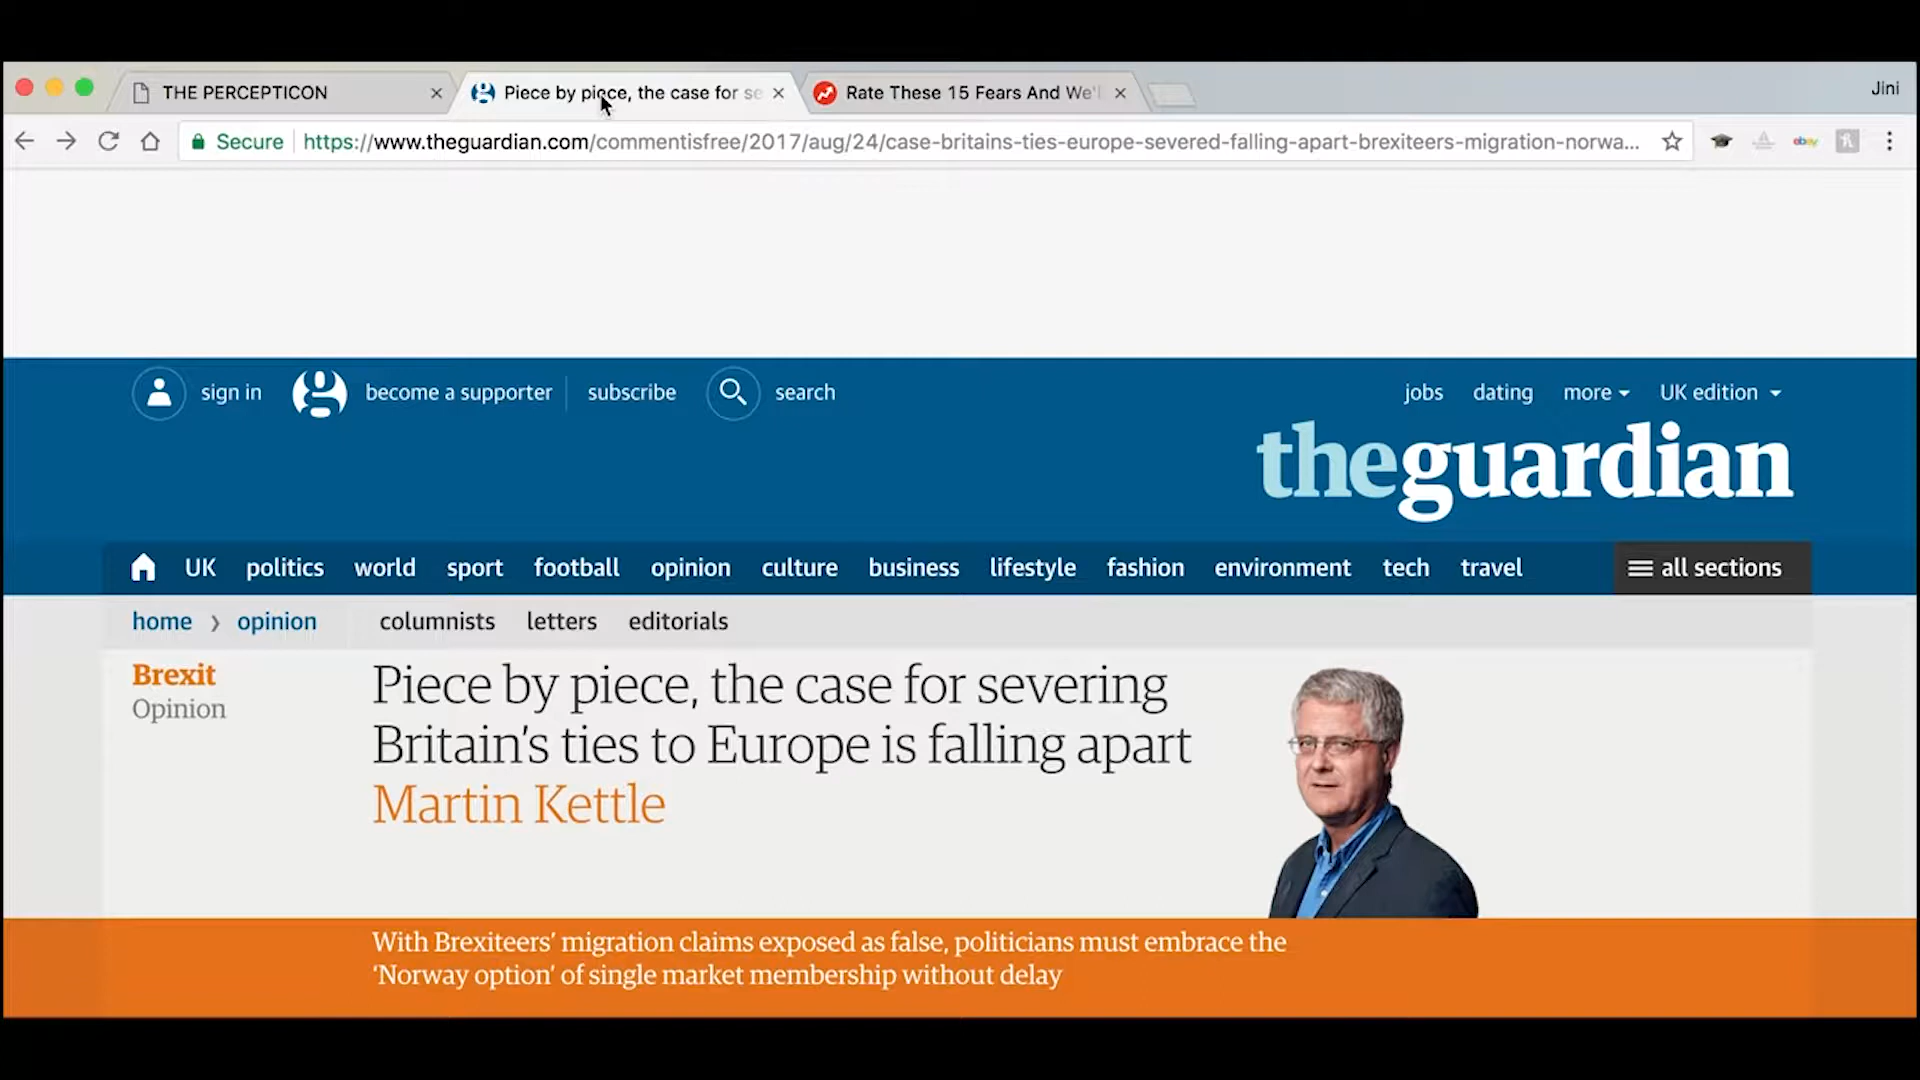 THE PERCEPTICON
Piece by piece, the case for se
Rate These 15 Fears And We'l
Jini
Secure
https://www.theguardian.com/commentisfree/2017/aug/24/case-britains-ties-europe-severed-falling-apart-brexiteers-migration-norwa...
ebay
sign in
become a supporter
subscribe
search
jobs
dating
more
UK edition
theguardian
UK politics world sport football opinion culture business lifestyle fashion environment tech travel
all sections
home › opinion
columnists letters editorials
Brexit
Opinion
Piece by piece, the case for severing
Britain’s ties to Europe is falling apart
Martin Kettle
With Brexiteers’ migration claims exposed as false, politicians must embrace the
‘Norway option’ of single market membership without delay